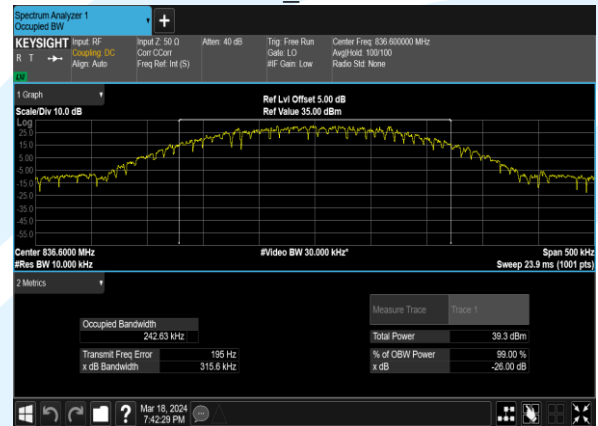 Spectrum Analyzer 1
Occupied BW
KEYSIGHT Input: RF Input Z: 50 Ω Atten: 40 dB Trig: Free Run Center Freq: 836.600000 MHz
R T Coupling: DC Corr CCorr Gate: LO Avg|Hold: 100/100
Align: Auto Freq Ref: Int (S) #IF Gain: Low Radio Std: None
LVI
1 Graph
Ref Lvl Offset 5.00 dB
Scale/Div 10.0 dB Ref Value 35.00 dBm
Log
25.0
15.0
5.00
-5.00
-15.0
-25.0
-35.0
-45.0
-55.0
Center 836.6000 MHz #Video BW 30.000 kHz* Span 500 kHz
#Res BW 10.000 kHz Sweep 23.9 ms (1001 pts)
2 Metrics
Measure Trace Trace 1
Occupied Bandwidth
242.63 kHz
Total Power 39.3 dBm
Transmit Freq Error 195 Hz % of OBW Power 99.00 %
x dB Bandwidth 315.6 kHz x dB -26.00 dB
Mar 18, 2024
7:42:29 PM